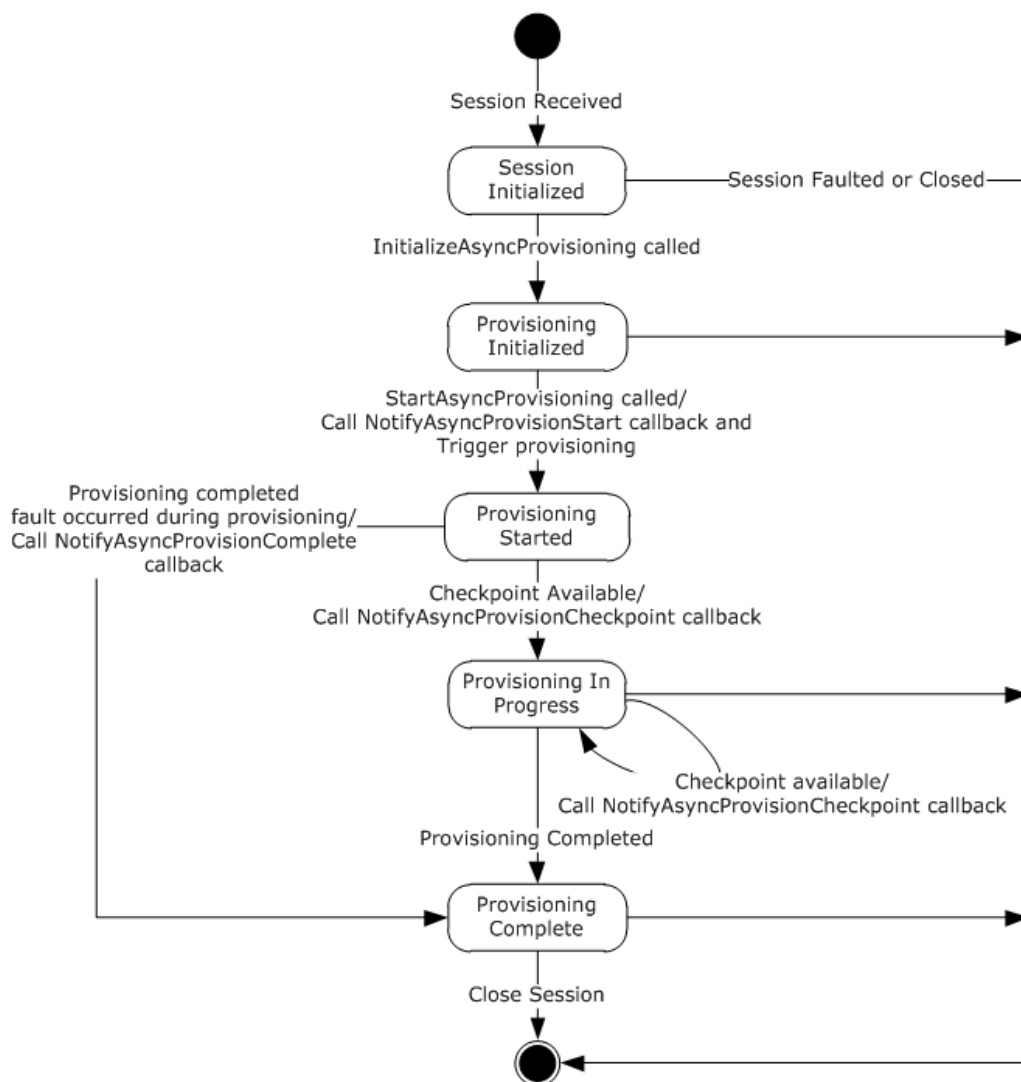 Session Received
Session
Initialized
Session Faulted or Closed
InitializeAsyncProvisioning called
Provisioning
Initialized
StartAsyncProvisioning called/
Call NotifyAsyncProvisionStart callback and
Trigger provisioning
Provisioning completed
fault occurred during provisioning/
Call NotifyAsyncProvisionComplete
callback
Provisioning
Started
Checkpoint Available/
Call NotifyAsyncProvisionCheckpoint callback
Provisioning In
Progress
Checkpoint available/
Call NotifyAsyncProvisionCheckpoint callback
Provisioning Completed
Provisioning
Complete
Close Session